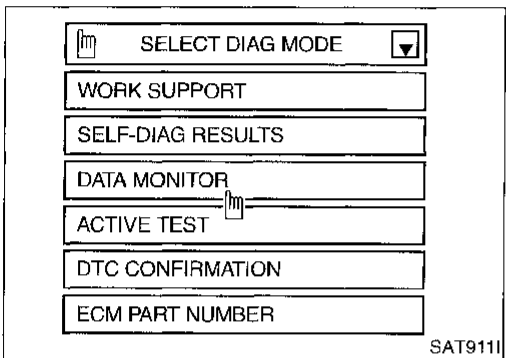 SELECT DIAG MODE
WORK SUPPORT
SELF-DIAG RESULTS
DATA MONITOR
ACTIVE TEST
DTC CONFIRMATION
ECM PART NUMBER
SAT911I